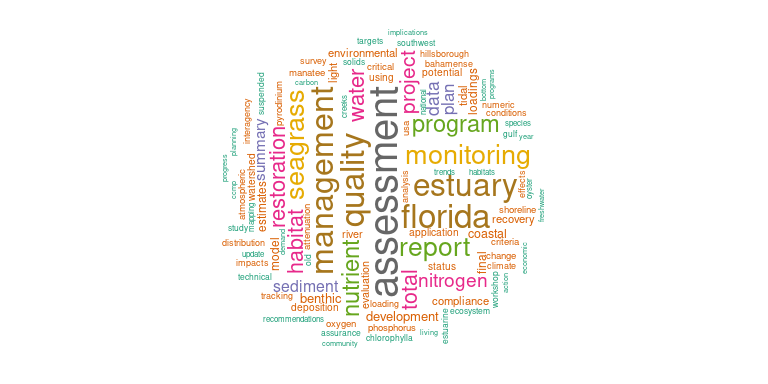 implications
targets
southwest
environmental
hillsborough
survey
solids
bahamense
manatee
light
critical
potential
carbon
using
project
loadings
programs
bottom
suspended
pyrodinium
seagrass
management
water
creeks
assessment
national
data
plan
tidal
numeric
conditions
interagency
quality
usa
program
species
gulf
year
planning
summary
restoration
monitoring
progress
watershed
trends
habitats
ccmp
atmospheric
estimates
analysis
estuary
effects
oyster
mapping
habitat
attenuation
florida
shoreline
freshwater
study
river
application
coastal
recovery
distribution
model
demand
nutrient
report
criteria
update
old
final
change
economic
impacts
evaluation
status
climate
technical
sediment
total
nitrogen
workshop
action
tracking
benthic
loading
compliance
deposition
ecosystem
recommendations
oxygen
development
estuarine
phosphorus
assurance
living
chlorophylla
community